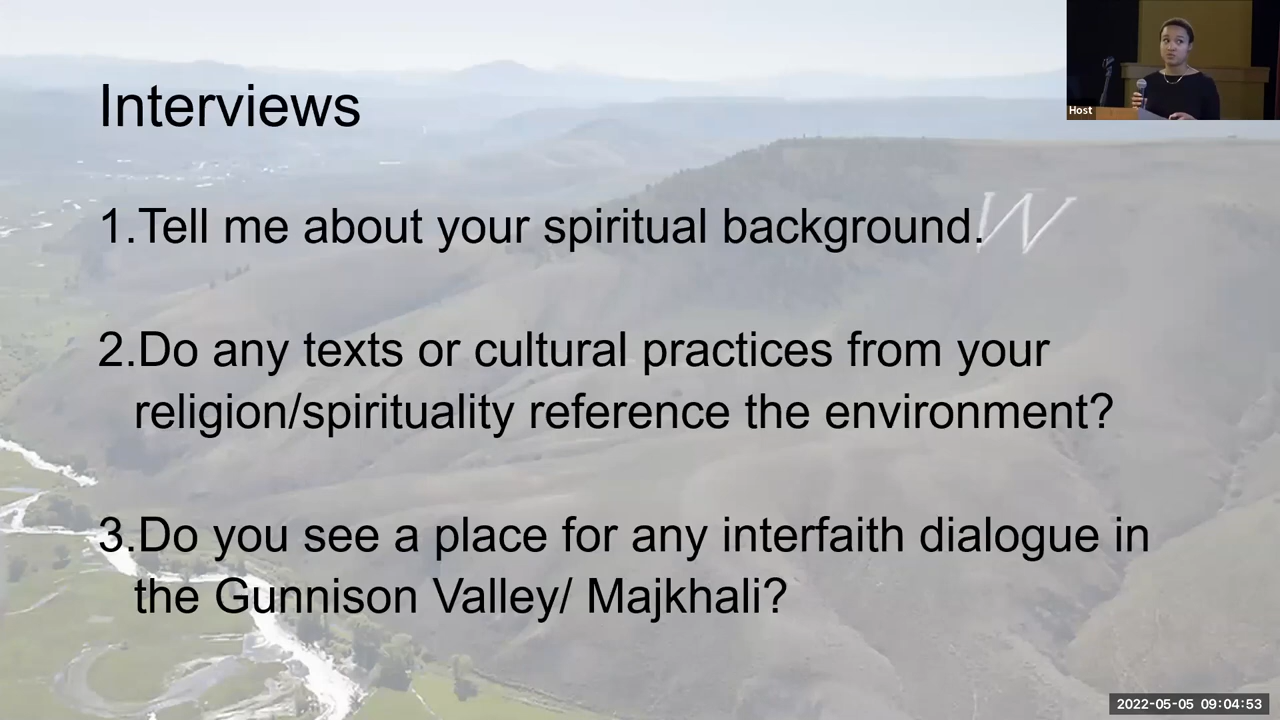 Host
Interviews
W
1.Tell me about your spiritual background.
2.Do any texts or cultural practices from your
religion/spirituality reference the environment?
3.Do you see a place for any interfaith dialogue in
the Gunnison Valley/ Majkhali?
2022-05-05 09:04:53